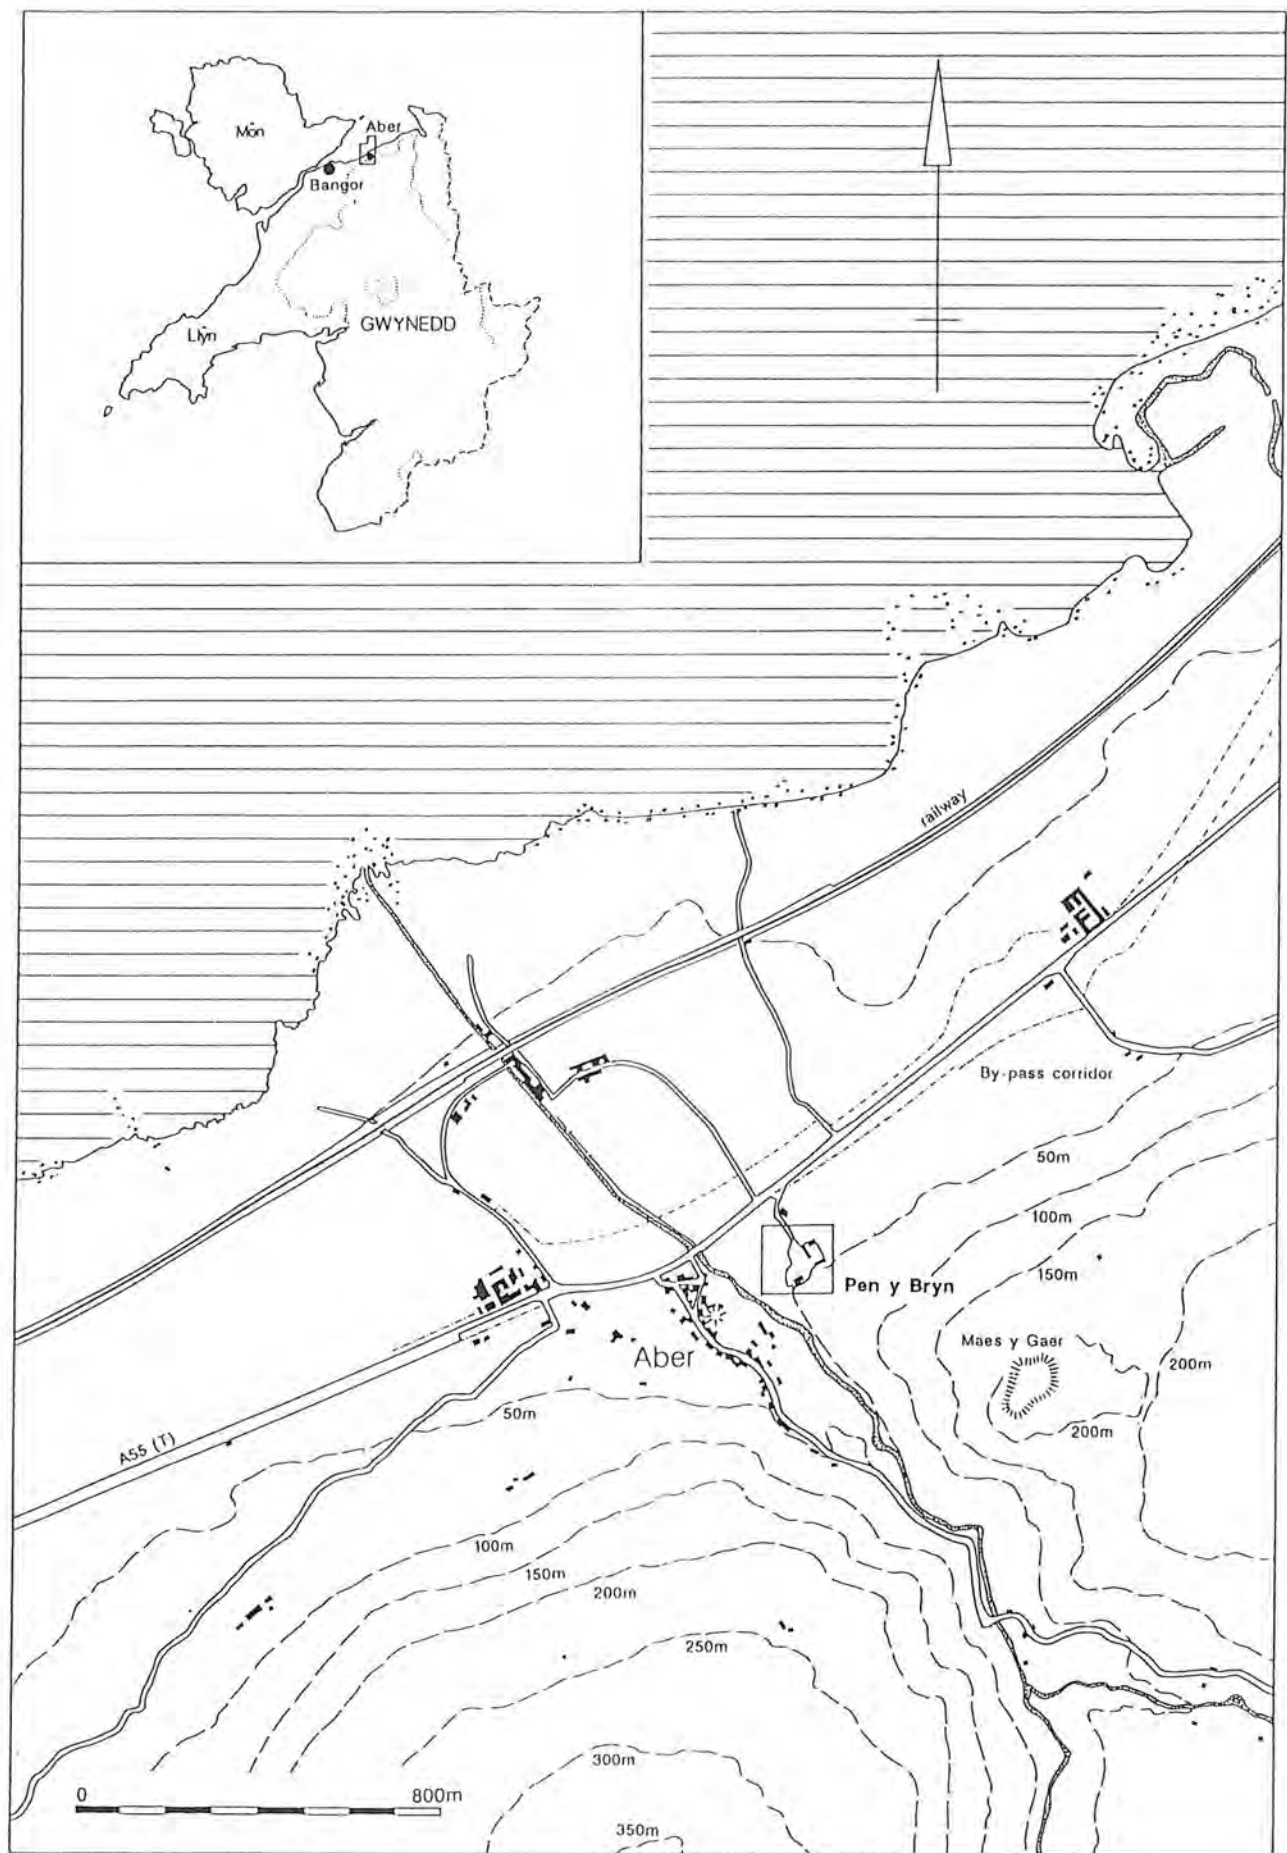 Môn
Aber
Bangor
Llŷn
GWYNEDD
railway
By-pass corridor
50m
100m
150m
Pen y Bryn
Maes y Gaer
200m
200m
Aber
50m
A55 (T)
100m
150m
200m
250m
300m
350m
0 800m